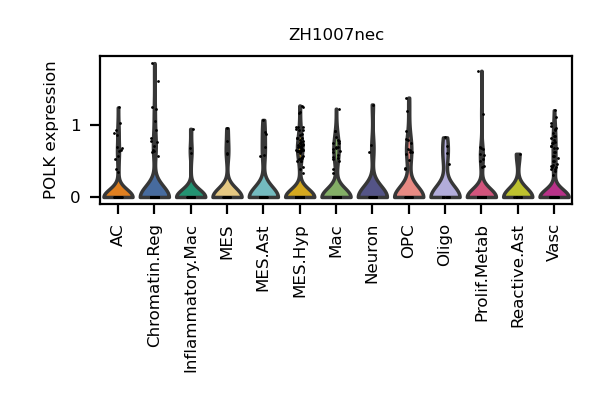 ZH1007nec
POLK expression
1
0
AC
Chromatin.Reg
Inflammatory.Mac
MES
MES.Ast
MES.Hyp
Mac
Neuron
OPC
Oligo
Prolif.Metab
Reactive.Ast
Vasc